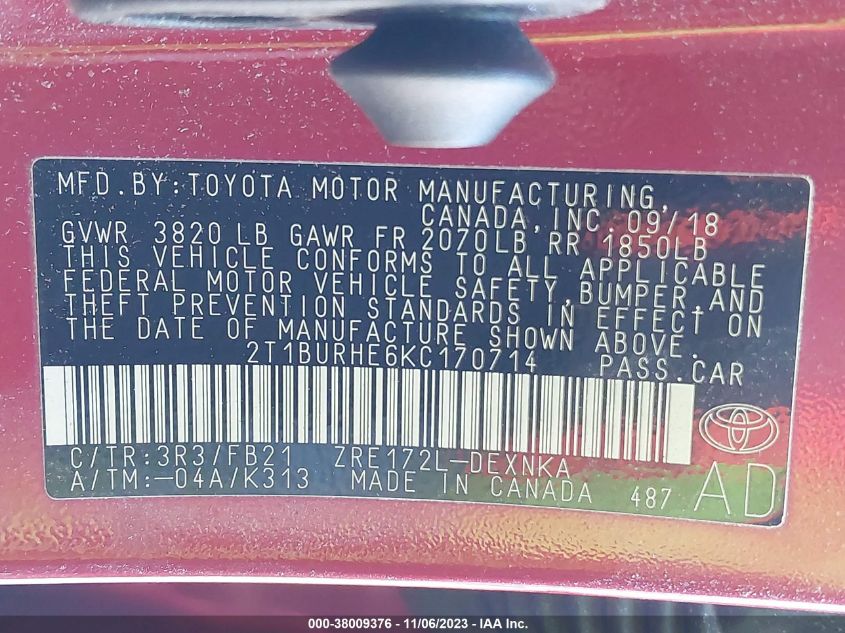 MFD.BY:TOYOTA MOTOR MANUFACTURING,
CANADA,INC. 09/18
GVWR 3820 LB GAWR FR 2070LB RR 1850LB
THIS VEHICLE CONFORMS TO ALL APPLICABLE
FEDERAL MOTOR VEHICLE SAFETY,BUMPER,AND
THEFT PREVENTION STANDARDS IN EFFECT ON
THE DATE OF MANUFACTURE SHOWN ABOVE.
2T1BURHE6KC170714 PASS.CAR
C/TR:3R3/FB21 ZRE172L-DEXNKA
A/TM:-04A/K313 MADE IN CANADA 487 AD
000-38009376 - 11/06/2023 - IAA Inc.